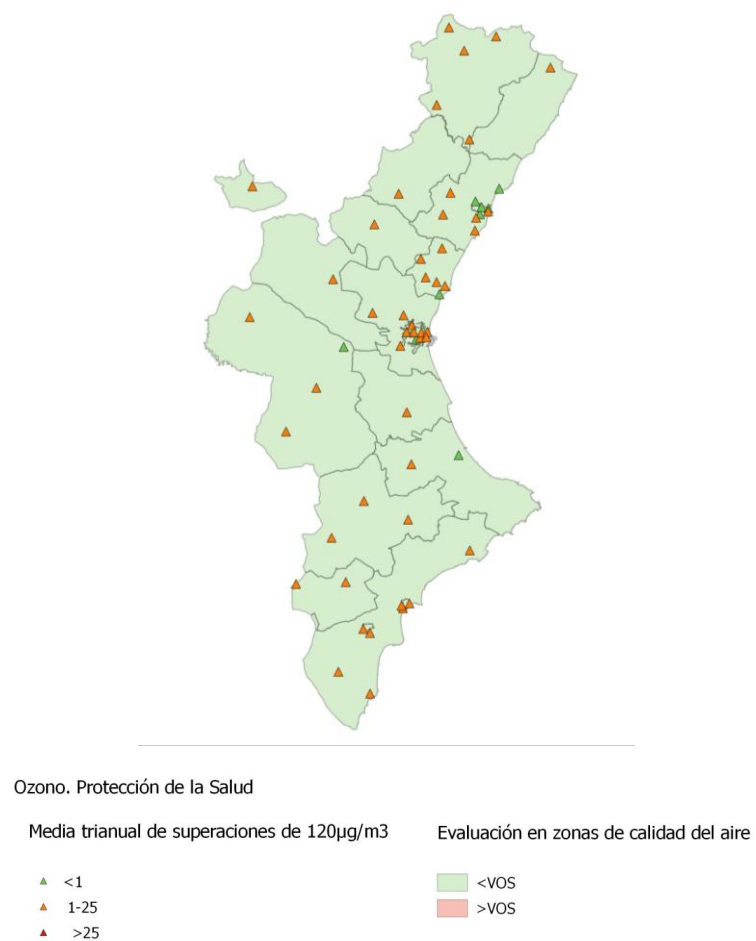 Ozono. Protección de la Salud
Media trianual de superaciones de 120µg/m3
<1
1-25
>25
Evaluación en zonas de calidad del aire
<VOS
>VOS